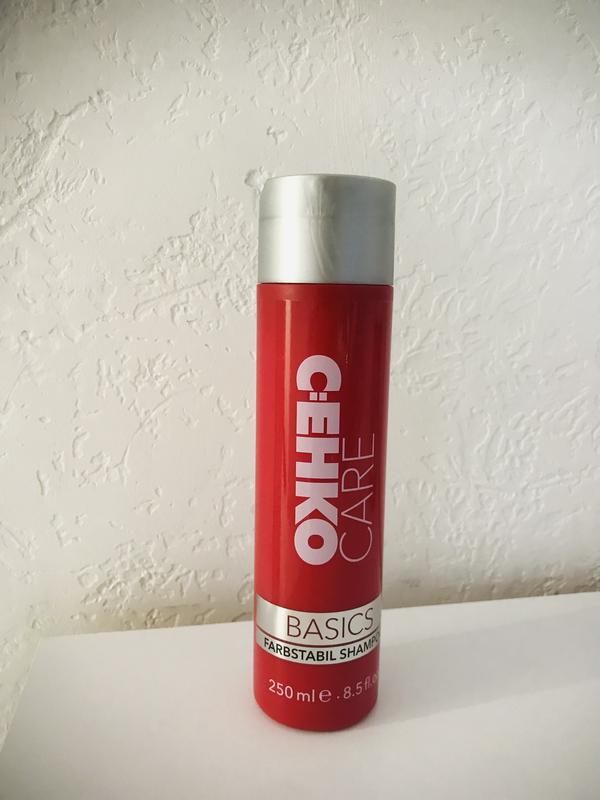 C:EHKO
CARE
BASICS
FARBSTABIL SHAMPO
250 ml e . 8.5 fl.o